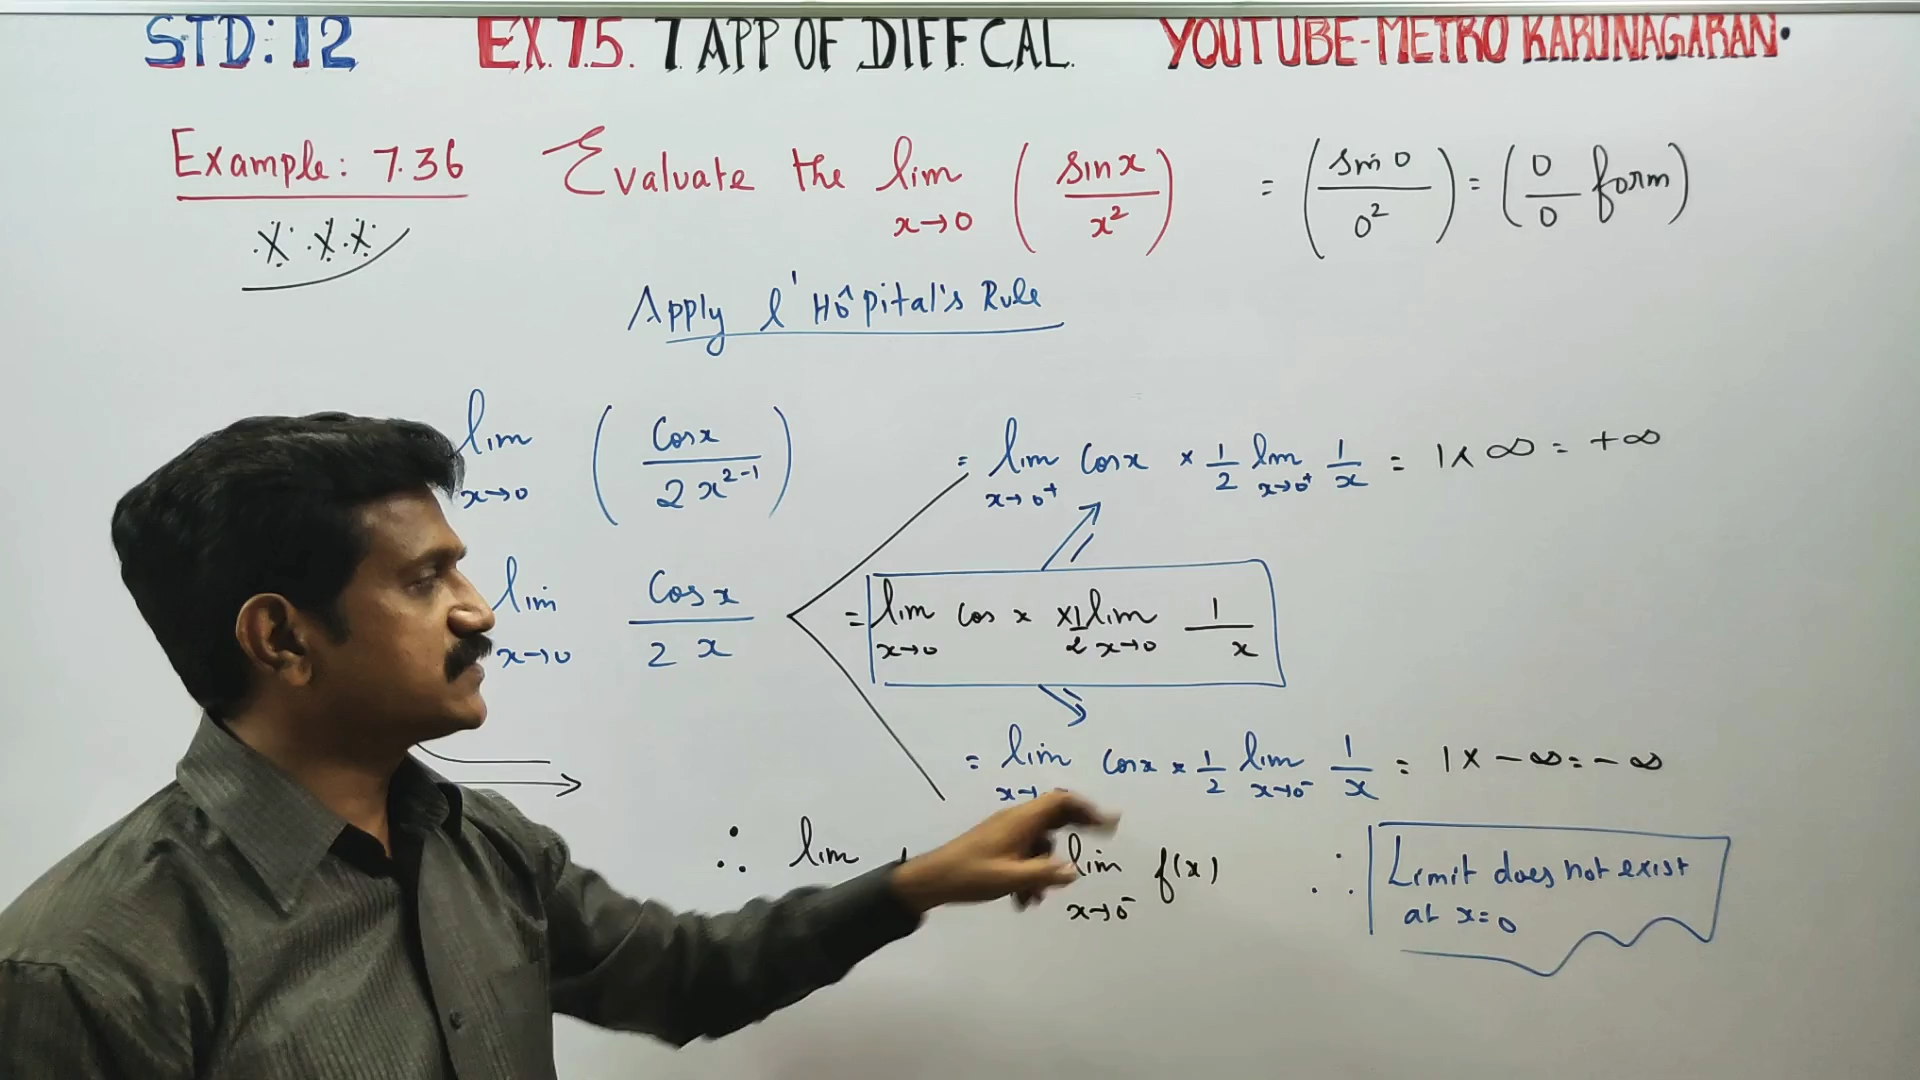 STD: 12 EX. 7.5. 7. APP OF DIFF. CAL. YOUTUBE-METRO KARUNAGARAN.
Example: 7.36 Evaluate the lim x→0 ( sin x / x² ) = ( sin 0 / 0² ) = ( 0 / 0 form )
X X X
Apply l'Hôpital's Rule
lim x→0 ( Cos x / 2 x²⁻¹ ) = lim x→0⁺ Cos x × 1/2 lim x→0⁺ 1/x = 1 × ∞ = +∞
lim x→0 Cos x / 2 x = lim x→0 cos x × 1/2 lim x→0 1/x
= lim Cos x × 1/2 lim x→0⁻ 1/x = 1 × -∞ = -∞
∴ lim lim x→0⁻ f(x) ∴ Limit does not exist
at x=0